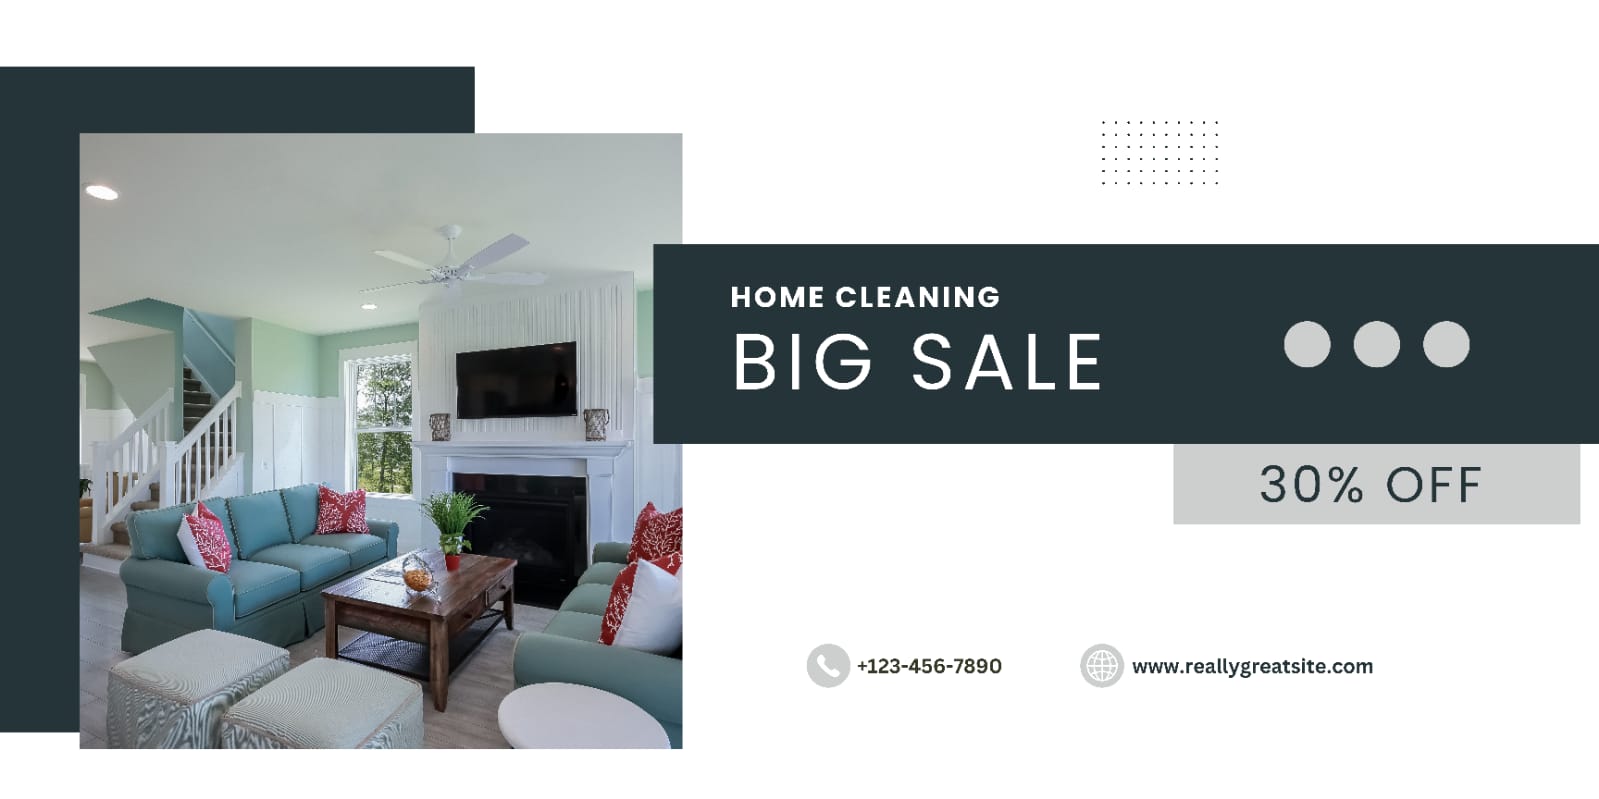 HOME CLEANING
BIG SALE
30% OFF
+123-456-7890
www.reallygreatsite.com